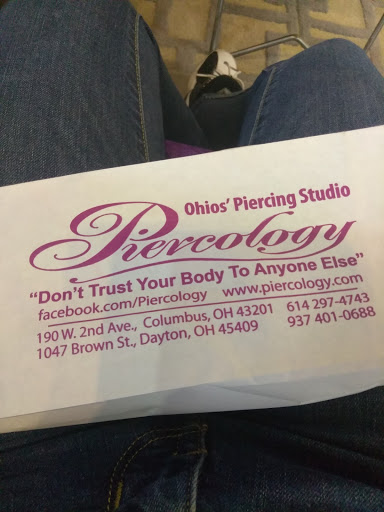 Ohios' Piercing Studio
Piercology
"Don't Trust Your Body To Anyone Else"
facebook.com/Piercology www.piercology.com
190 W. 2nd Ave., Columbus, OH 43201 614 297-4743
1047 Brown St., Dayton, OH 45409 937 401-0688